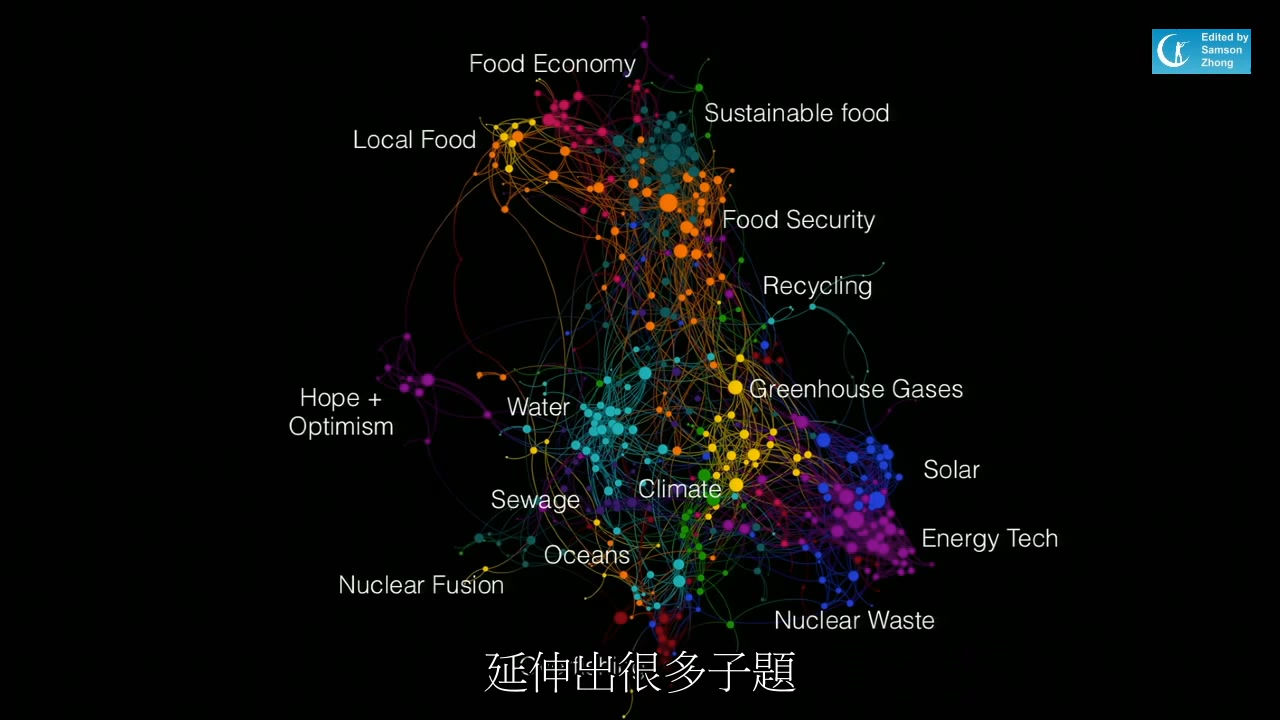 Edited by
Samson
Zhong
Food Economy
Sustainable food
Local Food
Food Security
Recycling
Greenhouse Gases
Hope +
Optimism
Water
Solar
Climate
Sewage
Energy Tech
Oceans
Nuclear Fusion
Nuclear Waste
延伸出很多子題